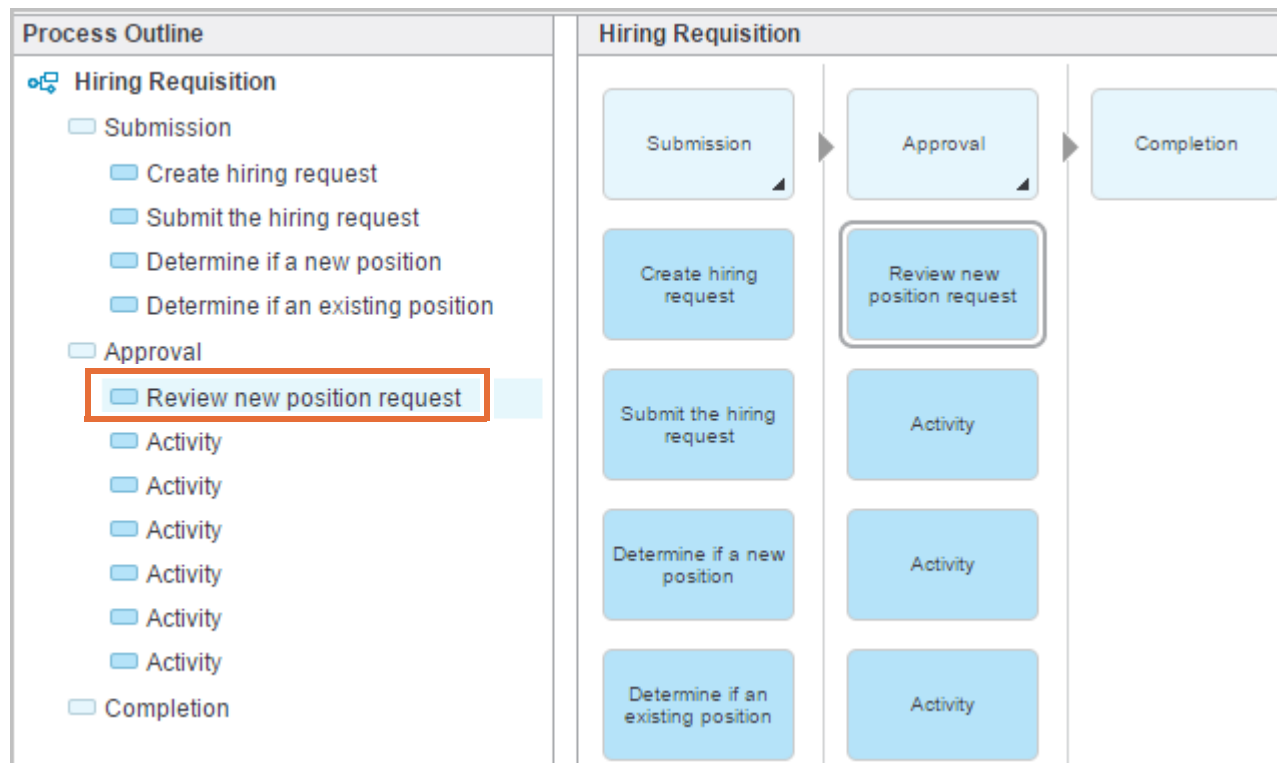 Process Outline
Hiring Requisition
Submission
Create hiring request
Submit the hiring request
Determine if a new position
Determine if an existing position
Approval
Review new position request
Activity
Activity
Activity
Activity
Activity
Activity
Completion
Hiring Requisition
Submission
Approval
Completion
Create hiring
request
Review new
position request
Submit the hiring
request
Activity
Determine if a new
position
Activity
Determine if an
existing position
Activity